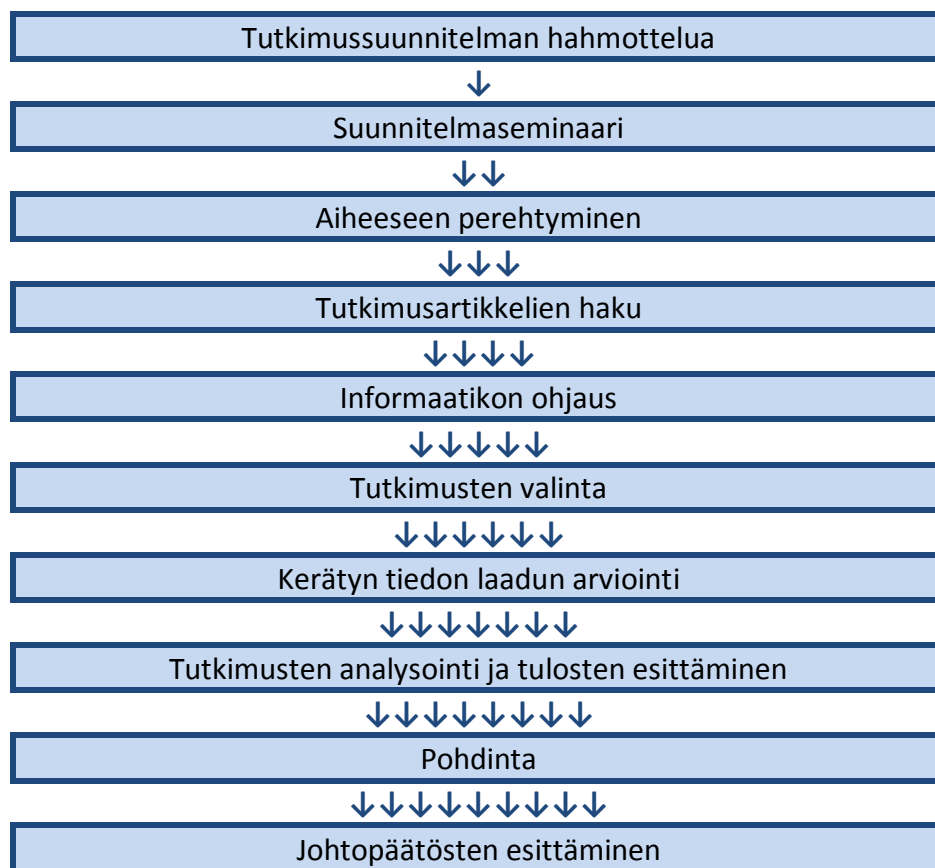 Tutkimussuunnitelman hahmottelua
↓
Suunnitelmaseminaari
↓↓
Aiheeseen perehtyminen
↓↓↓
Tutkimusartikkelien haku
↓↓↓↓
Informaatikon ohjaus
↓↓↓↓↓
Tutkimusten valinta
↓↓↓↓↓↓
Kerätyn tiedon laadun arviointi
↓↓↓↓↓↓↓
Tutkimusten analysointi ja tulosten esittäminen
↓↓↓↓↓↓↓↓
Pohdinta
↓↓↓↓↓↓↓↓↓
Johtopäätösten esittäminen